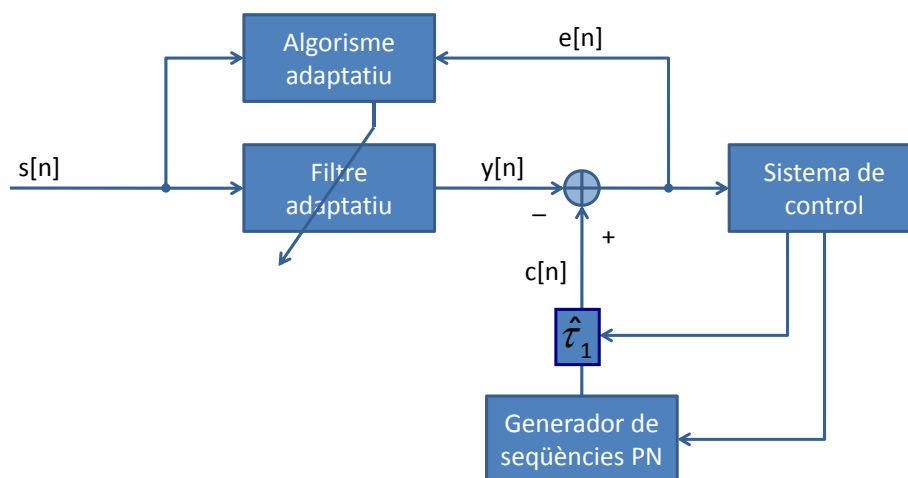 Algorisme
adaptatiu
e[n]
s[n]
Filtre
adaptatiu
y[n]
Sistema de
control
–
+
c[n]
τ̂₁
Generador de
seqüències PN